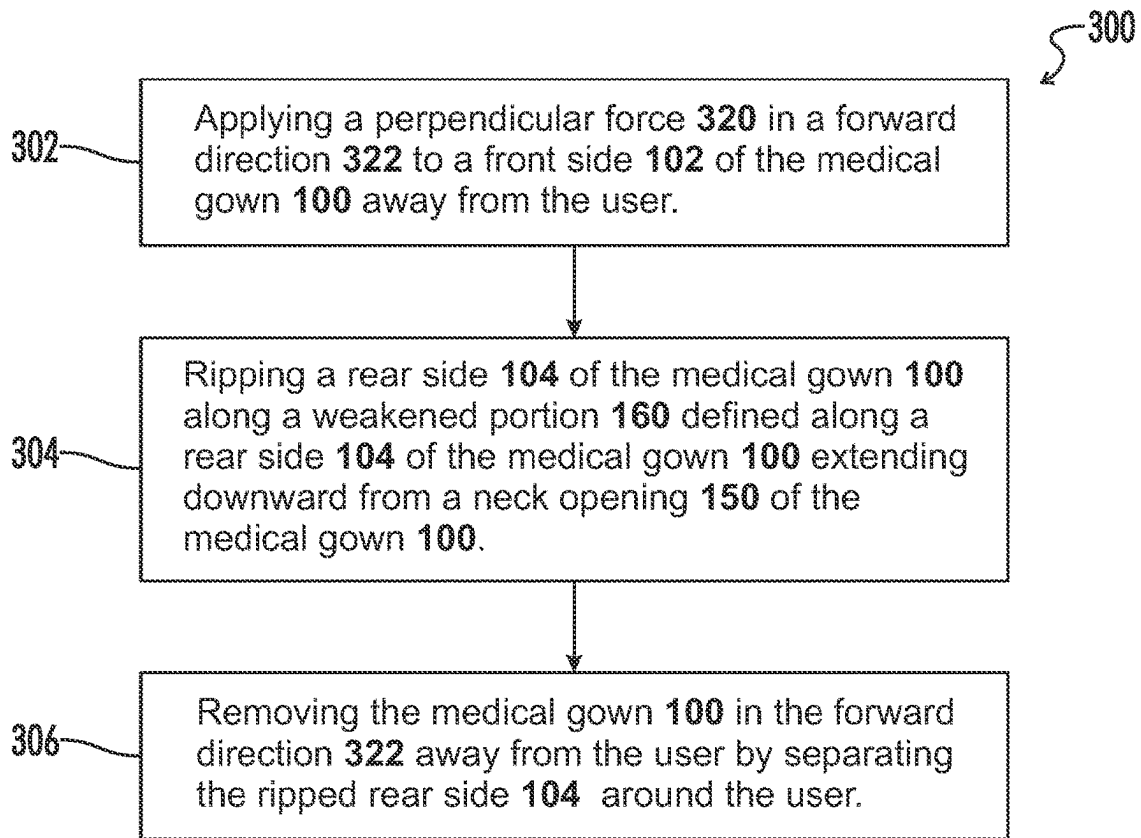 300
302
Applying a perpendicular force 320 in a forward
direction 322 to a front side 102 of the medical
gown 100 away from the user.
304
Ripping a rear side 104 of the medical gown 100
along a weakened portion 160 defined along a
rear side 104 of the medical gown 100 extending
downward from a neck opening 150 of the
medical gown 100.
306
Removing the medical gown 100 in the forward
direction 322 away from the user by separating
the ripped rear side 104 around the user.